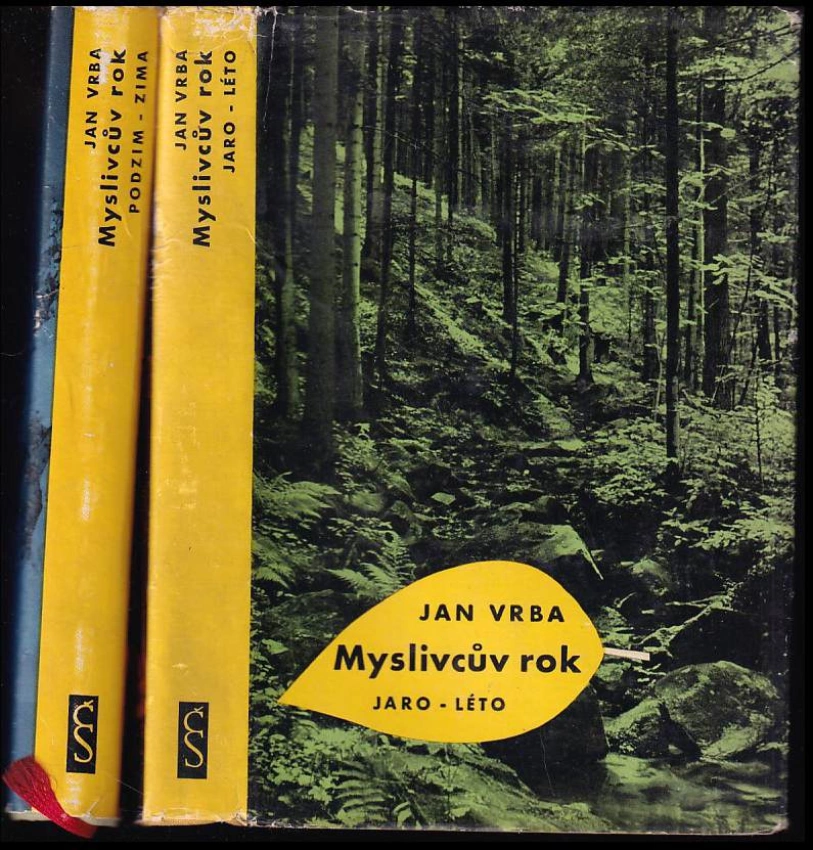 JAN VRBA
Myslivcův rok
PODZIM - ZIMA
JAN VRBA
Myslivcův rok
JARO - LÉTO
JAN VRBA
Myslivcův rok
JARO - LÉTO